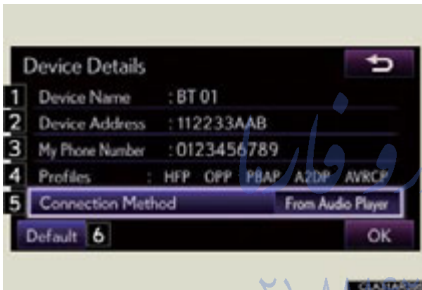 Device Details
1 Device Name : BT 01
2 Device Address : 112233AAB
3 My Phone Number : 0123456789
4 Profiles : HFP OPP PBAP A2DP AVRCP
5 Connection Method From Audio Player
Default 6 OK